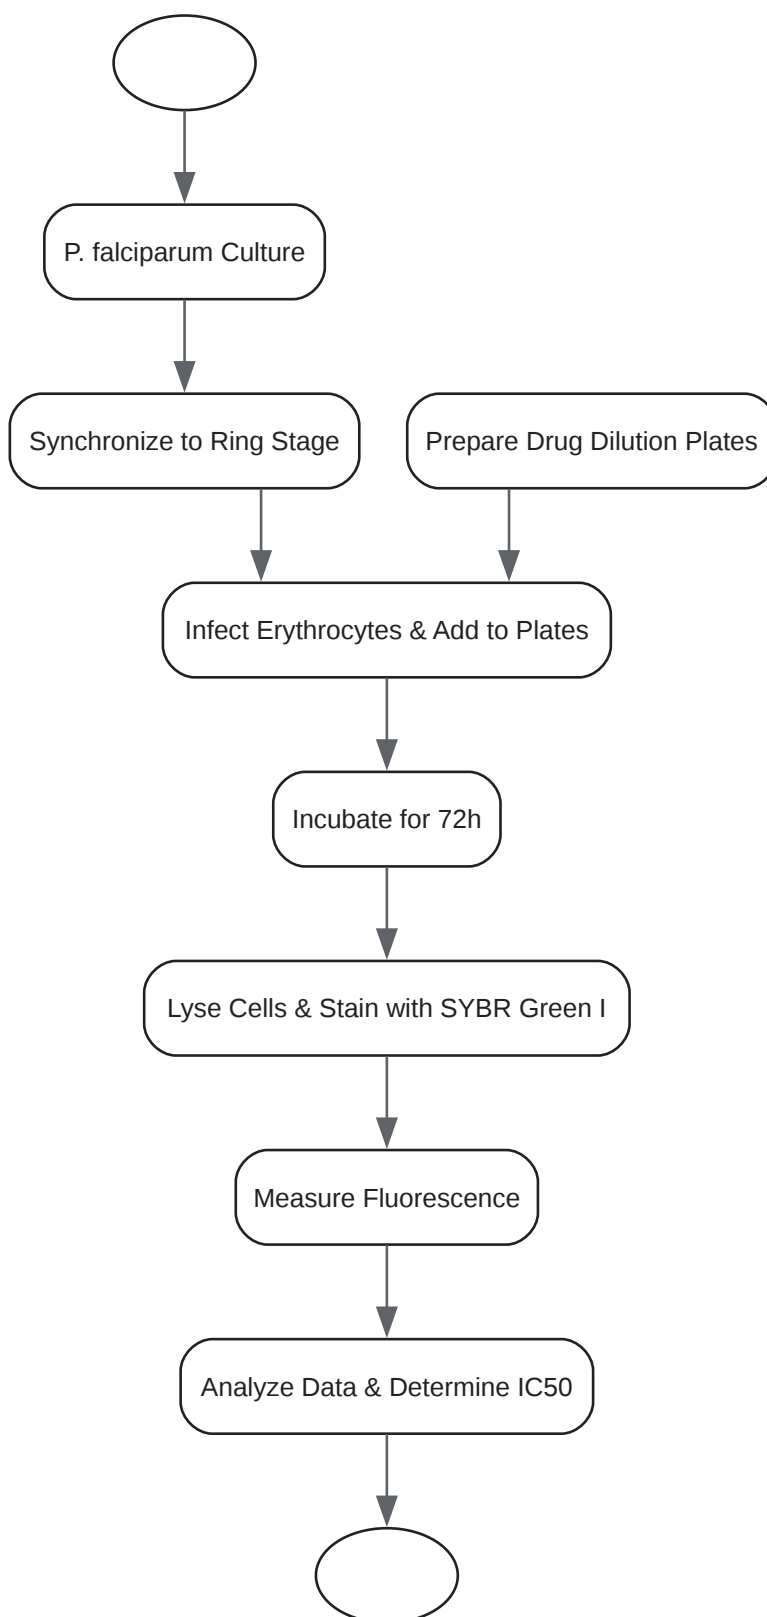 P. falciparum Culture
Synchronize to Ring Stage
Prepare Drug Dilution Plates
Infect Erythrocytes & Add to Plates
Incubate for 72h
Lyse Cells & Stain with SYBR Green I
Measure Fluorescence
Analyze Data & Determine IC50